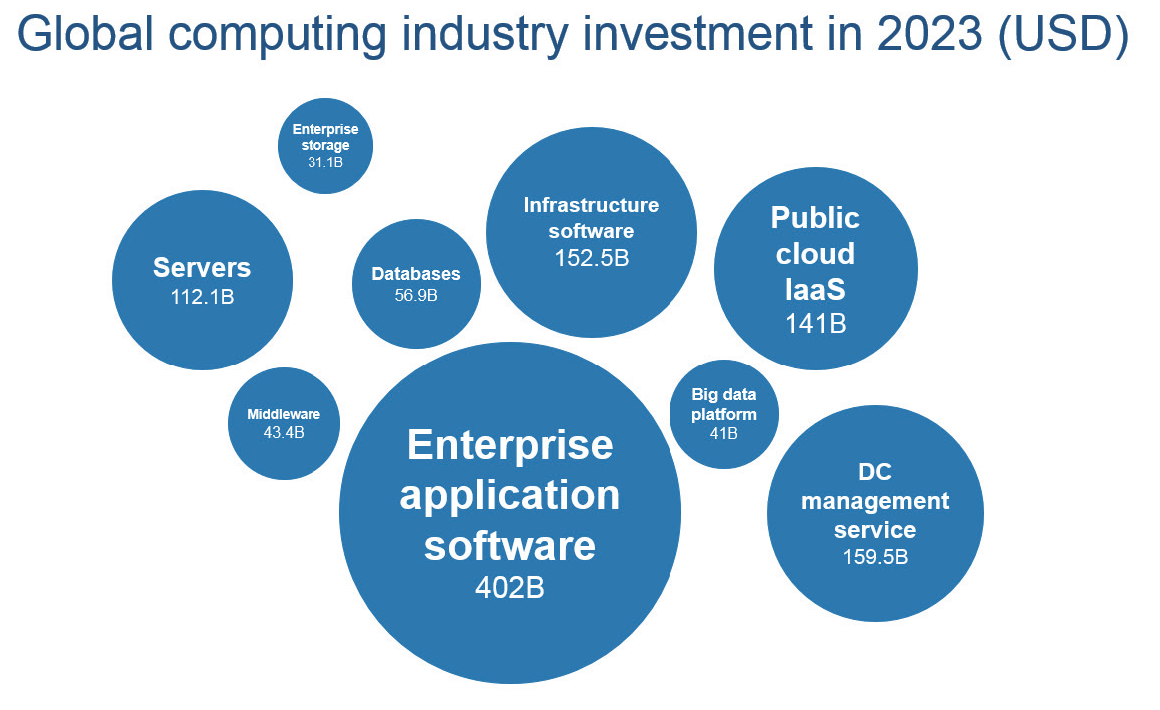 Global computing industry investment in 2023 (USD)
Enterprise
storage
31.1B
Infrastructure
software
152.5B
Public
cloud
IaaS
141B
Servers
112.1B
Databases
56.9B
Middleware
43.4B
Enterprise
application
software
402B
Big data
platform
41B
DC
management
service
159.5B